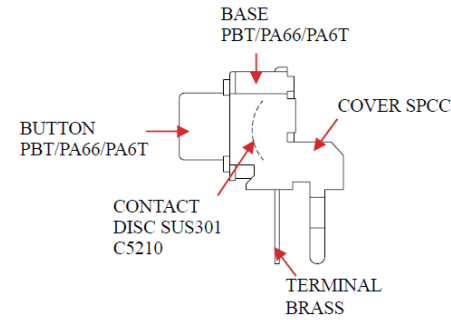 BASE
PBT/PA66/PA6T
COVER SPCC
BUTTON
PBT/PA66/PA6T
CONTACT
DISC SUS301
C5210
TERMINAL
BRASS